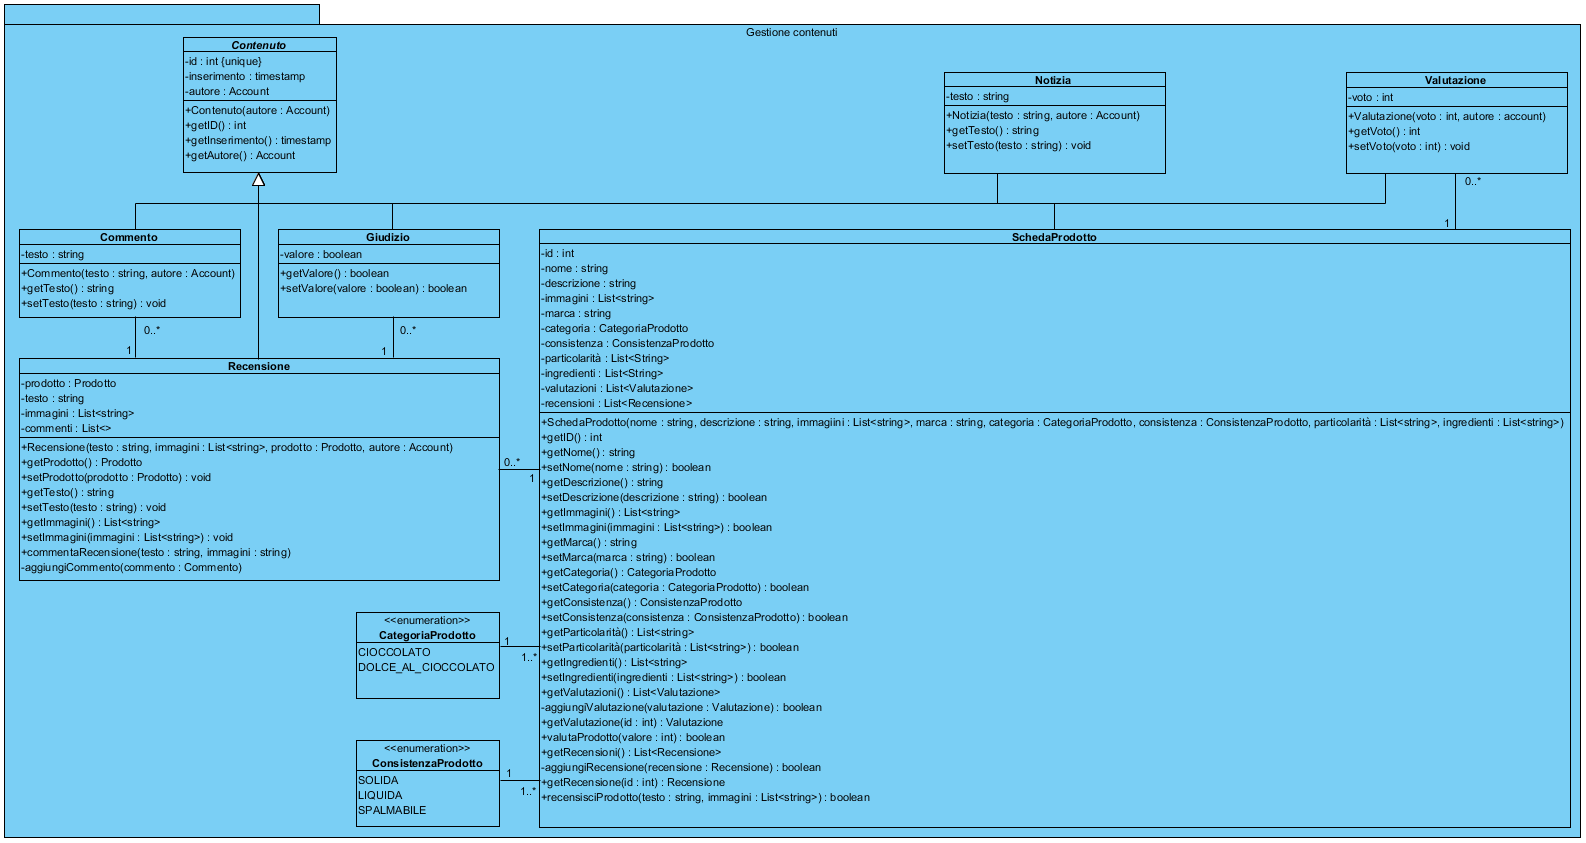 Gestione contenuti
Contenuto
-id : int {unique}
-inserimento : timestamp
-autore : Account
+Contenuto(autore : Account)
+getID() : int
+getInserimento() : timestamp
+getAutore() : Account
Notizia
-testo : string
+Notizia(testo : string, autore : Account)
+getTesto() : string
+setTesto(testo : string) : void
Valutazione
-voto : int
+Valutazione(voto : int, autore : account)
+getVoto() : int
+setVoto(voto : int) : void
0..*
1
Commento
-testo : string
+Commento(testo : string, autore : Account)
+getTesto() : string
+setTesto(testo : string) : void
0..*
1
Giudizio
-valore : boolean
+getValore() : boolean
+setValore(valore : boolean) : boolean
0..*
1
Recensione
-prodotto : Prodotto
-testo : string
-immagini : List<string>
-commenti : List<>
+Recensione(testo : string, immagini : List<string>, prodotto : Prodotto, autore : Account)
+getProdotto() : Prodotto
+setProdotto(prodotto : Prodotto) : void
+getTesto() : string
+setTesto(testo : string) : void
+getImmagini() : List<string>
+setImmagini(immagini : List<string>) : void
+commentaRecensione(testo : string, immagini : string)
-aggiungiCommento(commento : Commento)
0..*
1
SchedaProdotto
-id : int
-nome : string
-descrizione : string
-immagini : List<string>
-marca : string
-categoria : CategoriaProdotto
-consistenza : ConsistenzaProdotto
-particolarità : List<String>
-ingredienti : List<String>
-valutazioni : List<Valutazione>
-recensioni : List<Recensione>
+SchedaProdotto(nome : string, descrizione : string, immagiini : List<string>, marca : string, categoria : CategoriaProdotto, consistenza : ConsistenzaProdotto, particolarità : List<string>, ingredienti : List<string>)
+getID() : int
+getNome() : string
+setNome(nome : string) : boolean
+getDescrizione() : string
+setDescrizione(descrizione : string) : boolean
+getImmagini() : List<string>
+setImmagini(immagini : List<string>) : boolean
+getMarca() : string
+setMarca(marca : string) : boolean
+getCategoria() : CategoriaProdotto
+setCategoria(categoria : CategoriaProdotto) : boolean
+getConsistenza() : ConsistenzaProdotto
+setConsistenza(consistenza : ConsistenzaProdotto) : boolean
+getParticolarità() : List<string>
+setParticolarità(particolarità : List<string>) : boolean
+getIngredienti() : List<string>
+setIngredienti(ingredienti : List<string>) : boolean
+getValutazioni() : List<Valutazione>
-aggiungiValutazione(valutazione : Valutazione) : boolean
+getValutazione(id : int) : Valutazione
+valutaProdotto(valore : int) : boolean
+getRecensioni() : List<Recensione>
-aggiungiRecensione(recensione : Recensione) : boolean
+getRecensione(id : int) : Recensione
+recensisciProdotto(testo : string, immagini : List<string>) : boolean
<<enumeration>>
CategoriaProdotto
CIOCCOLATO
DOLCE_AL_CIOCCOLATO
1
1..*
<<enumeration>>
ConsistenzaProdotto
SOLIDA
LIQUIDA
SPALMABILE
1
1..*